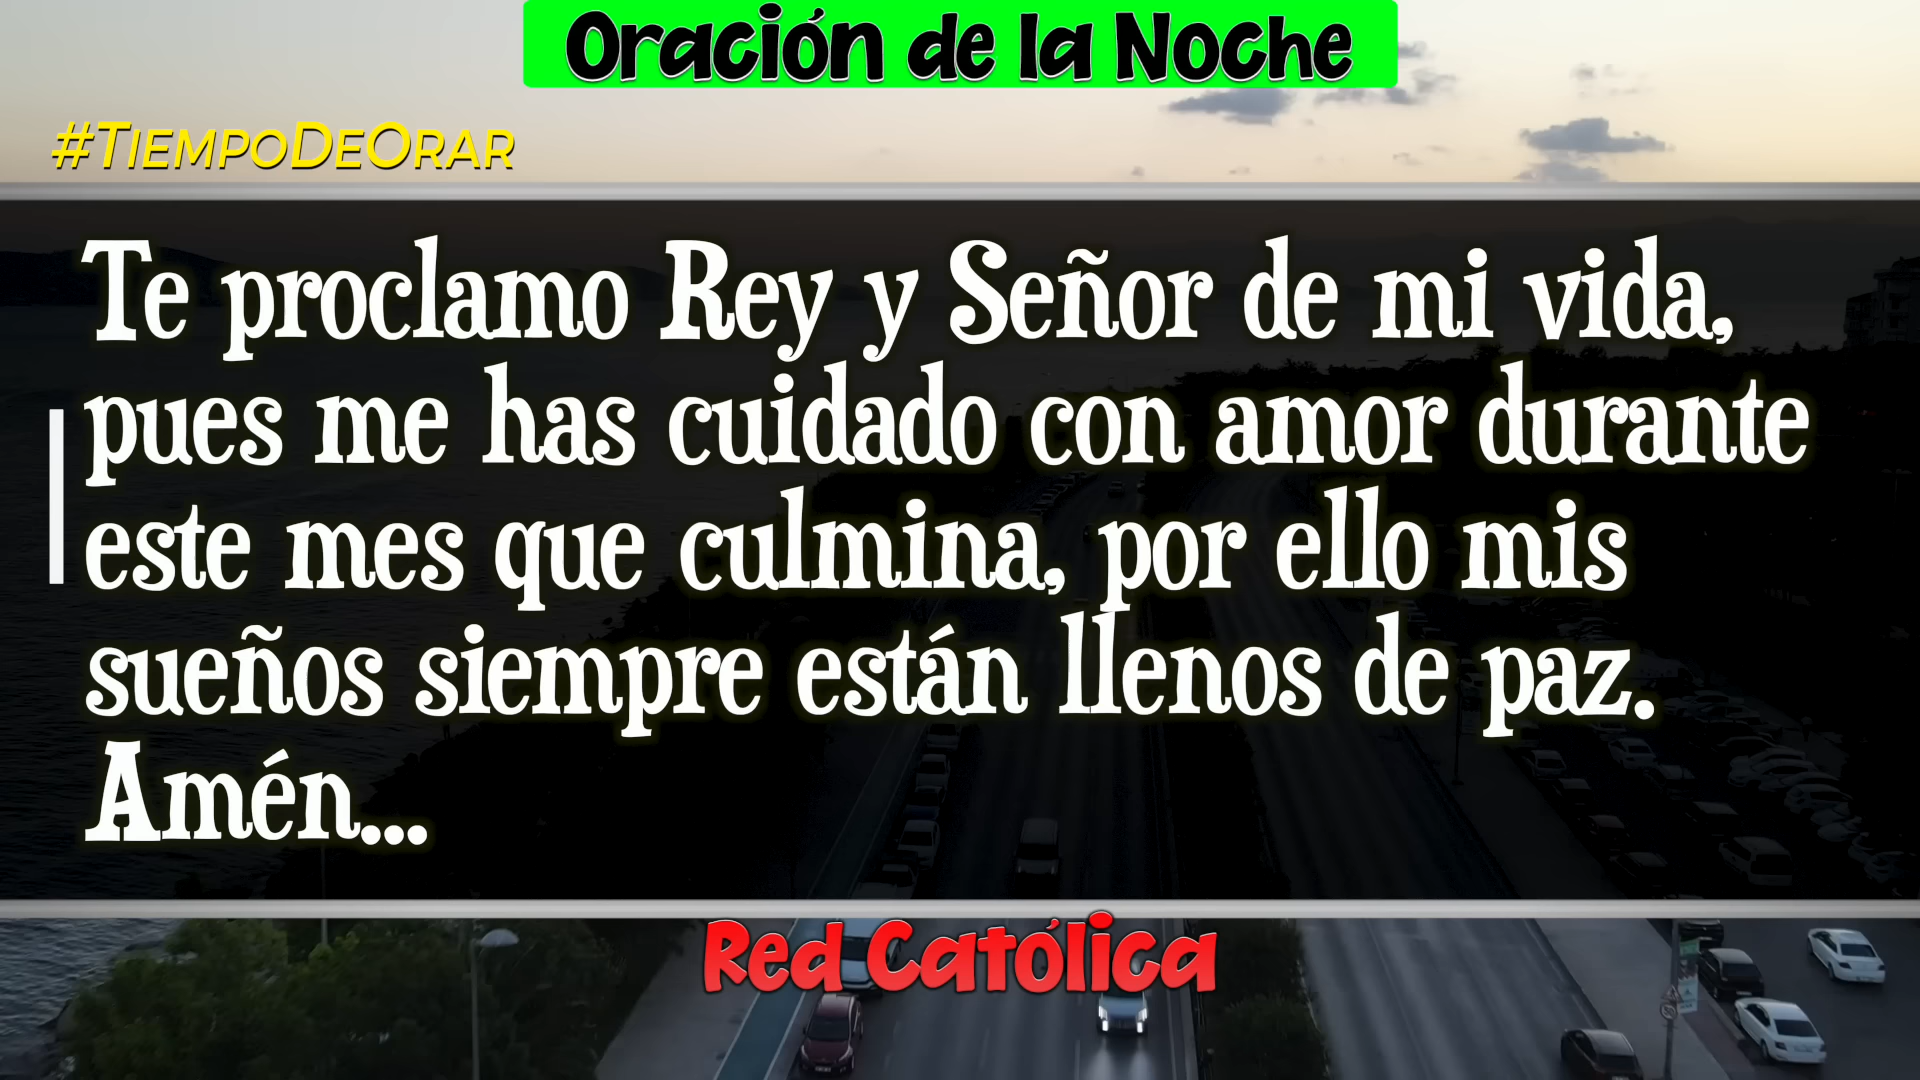 Oración de la Noche
#TiempoDeOrar
Te proclamo Rey y Señor de mi vida,
pues me has cuidado con amor durante
este mes que culmina, por ello mis
sueños siempre están llenos de paz.
Amén...
Red Católica